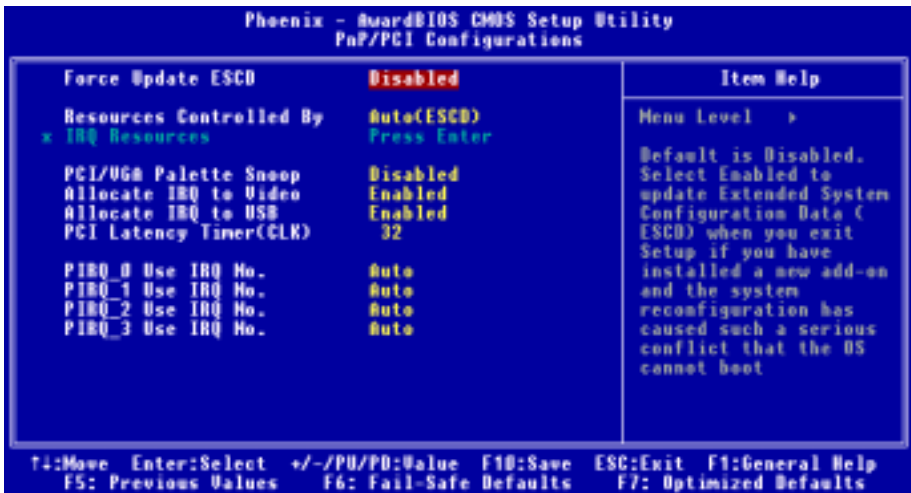 Phoenix - AwardBIOS CMOS Setup Utility
PnP/PCI Configurations
Force Update ESCD Disabled
Resources Controlled By Auto(ESCD)
x IRQ Resources Press Enter
PCI/VGA Palette Snoop Disabled
Allocate IRQ to Video Enabled
Allocate IRQ to USB Enabled
PCI Latency Timer(CLK) 32
PIRQ_0 Use IRQ No. Auto
PIRQ_1 Use IRQ No. Auto
PIRQ_2 Use IRQ No. Auto
PIRQ_3 Use IRQ No. Auto
Item Help
Menu Level ▸
Default is Disabled.
Select Enabled to
update Extended System
Configuration Data (
ESCD) when you exit
Setup if you have
installed a new add-on
and the system
reconfiguration has
caused such a serious
conflict that the OS
cannot boot
↑↓:Move Enter:Select +/-/PU/PD:Value F10:Save ESC:Exit F1:General Help
F5: Previous Values F6: Fail-Safe Defaults F7: Optimized Defaults